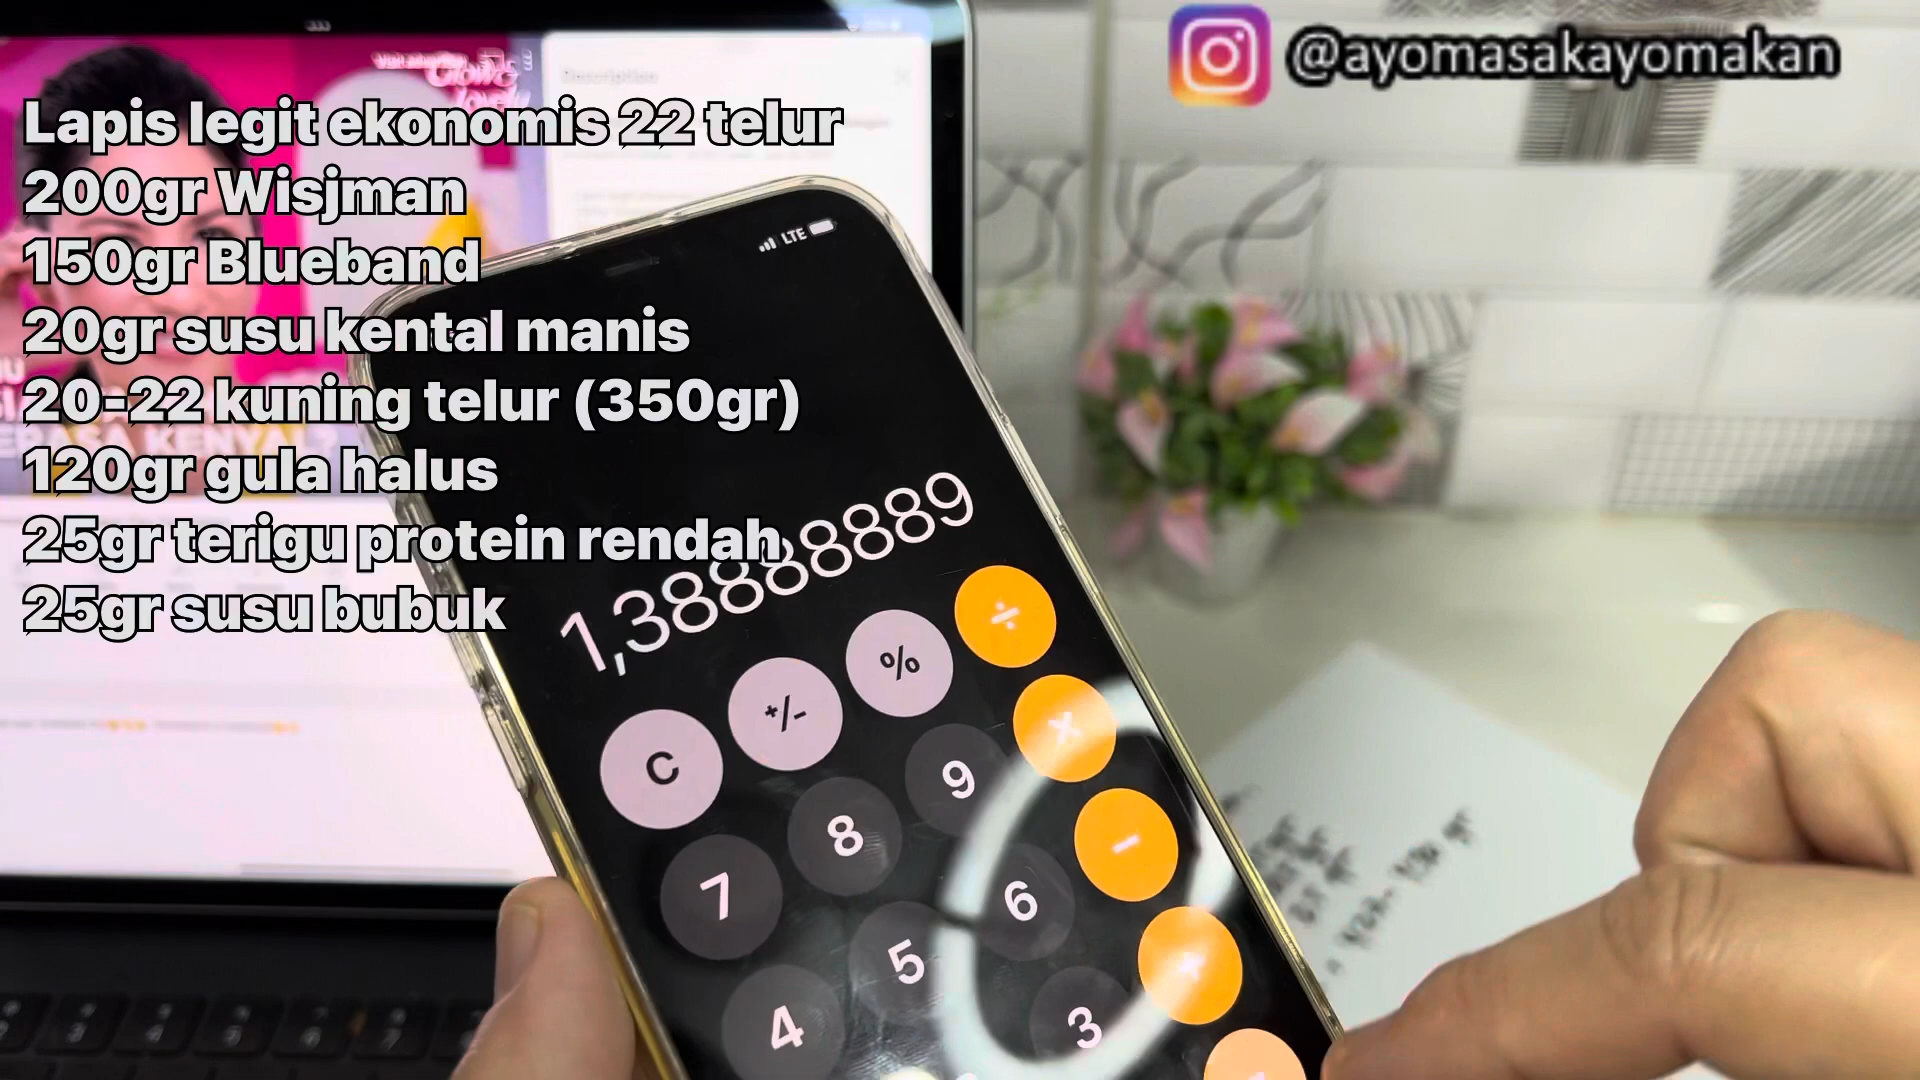 @ayomasakayomakan
Lapis legit ekonomis 22 telur
200gr Wisjman
150gr Blueband
20gr susu kental manis
20-22 kuning telur (350gr)
120gr gula halus
25gr terigu protein rendah
25gr susu bubuk
Description
LTE
1,38888889
C +/- % ÷
7 8 9 ×
4 5 6 −
3 +